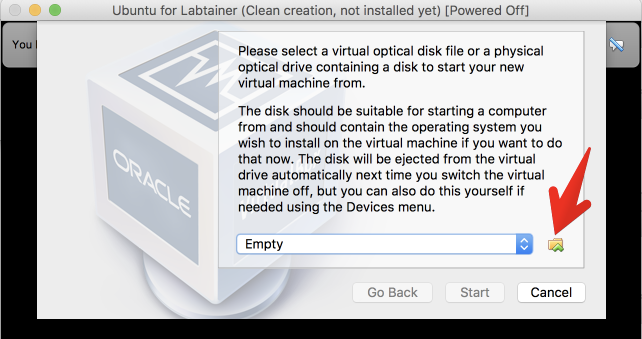 Ubuntu for Labtainer (Clean creation, not installed yet) [Powered Off]
You
Please select a virtual optical disk file or a physical
optical drive containing a disk to start your new
virtual machine from.
The disk should be suitable for starting a computer
from and should contain the operating system you
wish to install on the virtual machine if you want to do
that now. The disk will be ejected from the virtual
drive automatically next time you switch the virtual
machine off, but you can also do this yourself if
needed using the Devices menu.
ORACLE
Empty
Go Back
Start
Cancel